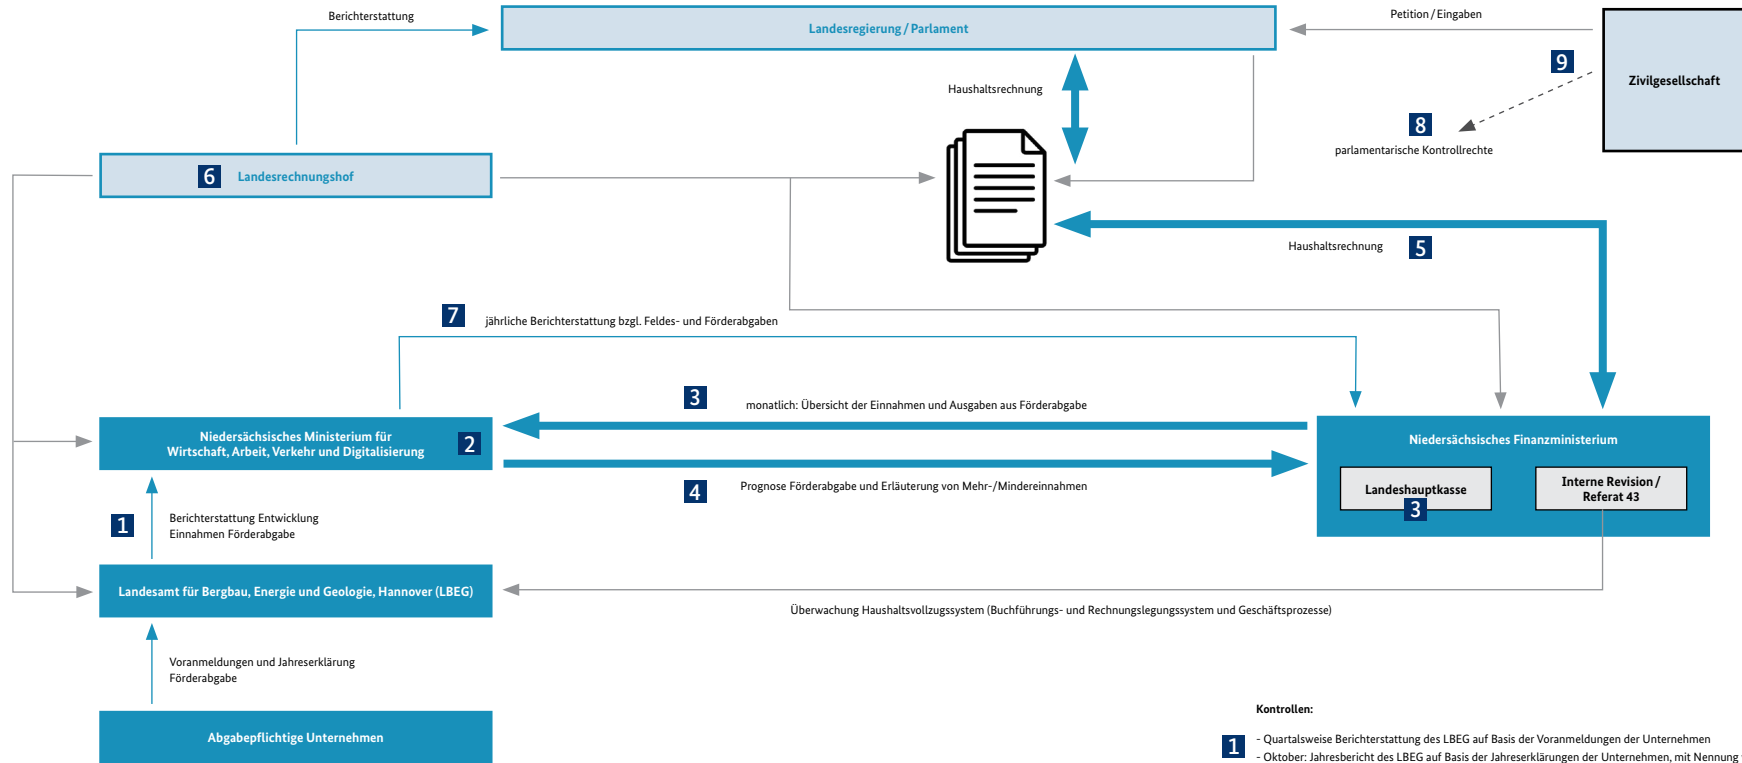 Berichterstattung
Landesregierung / Parlament
Petition / Eingaben
9
Zivilgesellschaft
Haushaltsrechnung
8
parlamentarische Kontrollrechte
6 Landesrechnungshof
Haushaltsrechnung 5
7 jährliche Berichterstattung bzgl. Feldes- und Förderabgaben
3 monatlich: Übersicht der Einnahmen und Ausgaben aus Förderabgabe
Niedersächsisches Ministerium für
Wirtschaft, Arbeit, Verkehr und Digitalisierung
2
Niedersächsisches Finanzministerium
4 Prognose Förderabgabe und Erläuterung von Mehr-/Mindereinnahmen
Landeshauptkasse
3
Interne Revision /
Referat 43
1
Berichterstattung Entwicklung
Einnahmen Förderabgabe
Landesamt für Bergbau, Energie und Geologie, Hannover (LBEG)
Überwachung Haushaltsvollzugssystem (Buchführungs- und Rechnungslegungssystem und Geschäftsprozesse)
Voranmeldungen und Jahreserklärung
Förderabgabe
Abgabepflichtige Unternehmen
Kontrollen:
1 - Quartalsweise Berichterstattung des LBEG auf Basis der Voranmeldungen der Unternehmen
- Oktober: Jahresbericht des LBEG auf Basis der Jahreserklärungen der Unternehmen, mit Nennung